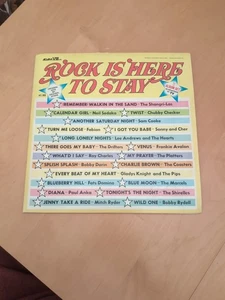 ROCK IS HERE
TO STAY
REMEMBER WALKIN IN THE SAND - The Shangri-Las
CALENDAR GIRL - Neil Sedaka TWIST - Chubby Checker
ANOTHER SATURDAY NIGHT - Sam Cooke
TURN ME LOOSE - Fabian I GOT YOU BABE - Sonny and Cher
LONG LONELY NIGHTS - Lee Andrews and The Hearts
THERE GOES MY BABY - The Drifters VENUS - Frankie Avalon
WHAT'D I SAY - Ray Charles MY PRAYER - The Platters
SPLISH SPLASH - Bobby Darin CHARLIE BROWN - The Coasters
EVERY BEAT OF MY HEART - Gladys Knight and the Pips
BLUEBERRY HILL - Fats Domino BLUE MOON - The Marcels
DIANA - Paul Anka TONIGHT'S THE NIGHT - The Shirelles
JENNY TAKE A RIDE - Mitch Ryder WILD ONE - Bobby Rydell